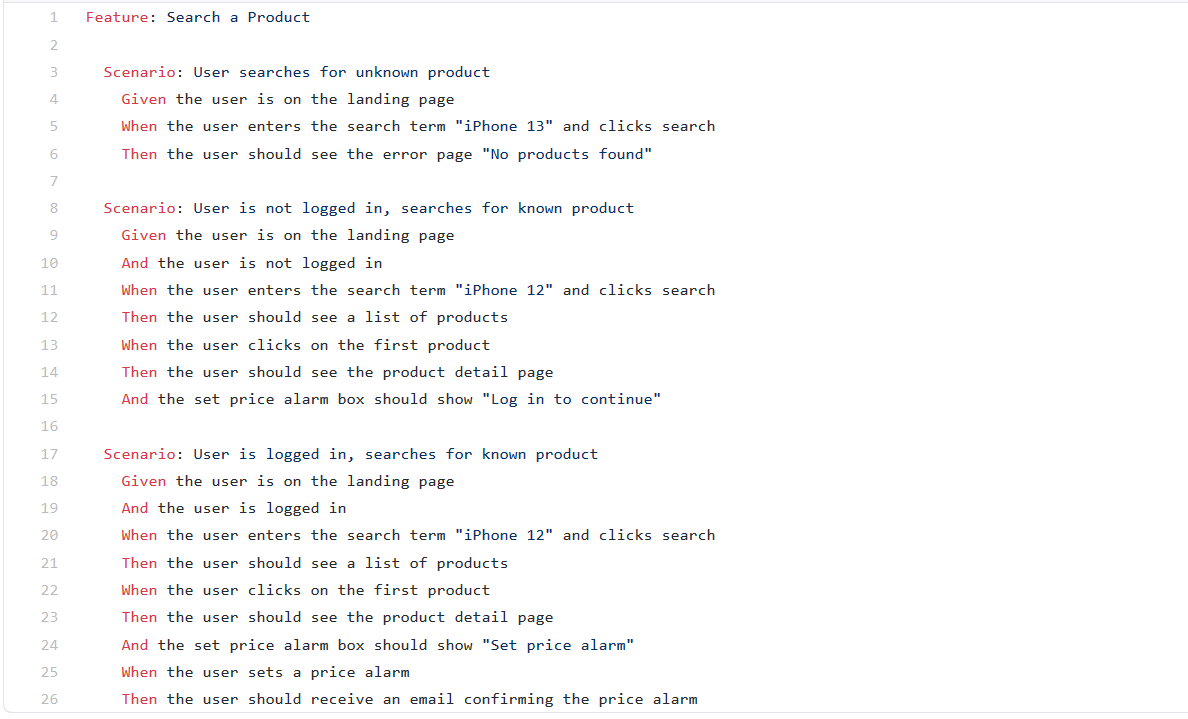 1 Feature: Search a Product
2
3 Scenario: User searches for unknown product
4 Given the user is on the landing page
5 When the user enters the search term "iPhone 13" and clicks search
6 Then the user should see the error page "No products found"
7
8 Scenario: User is not logged in, searches for known product
9 Given the user is on the landing page
10 And the user is not logged in
11 When the user enters the search term "iPhone 12" and clicks search
12 Then the user should see a list of products
13 When the user clicks on the first product
14 Then the user should see the product detail page
15 And the set price alarm box should show "Log in to continue"
16
17 Scenario: User is logged in, searches for known product
18 Given the user is on the landing page
19 And the user is logged in
20 When the user enters the search term "iPhone 12" and clicks search
21 Then the user should see a list of products
22 When the user clicks on the first product
23 Then the user should see the product detail page
24 And the set price alarm box should show "Set price alarm"
25 When the user sets a price alarm
26 Then the user should receive an email confirming the price alarm